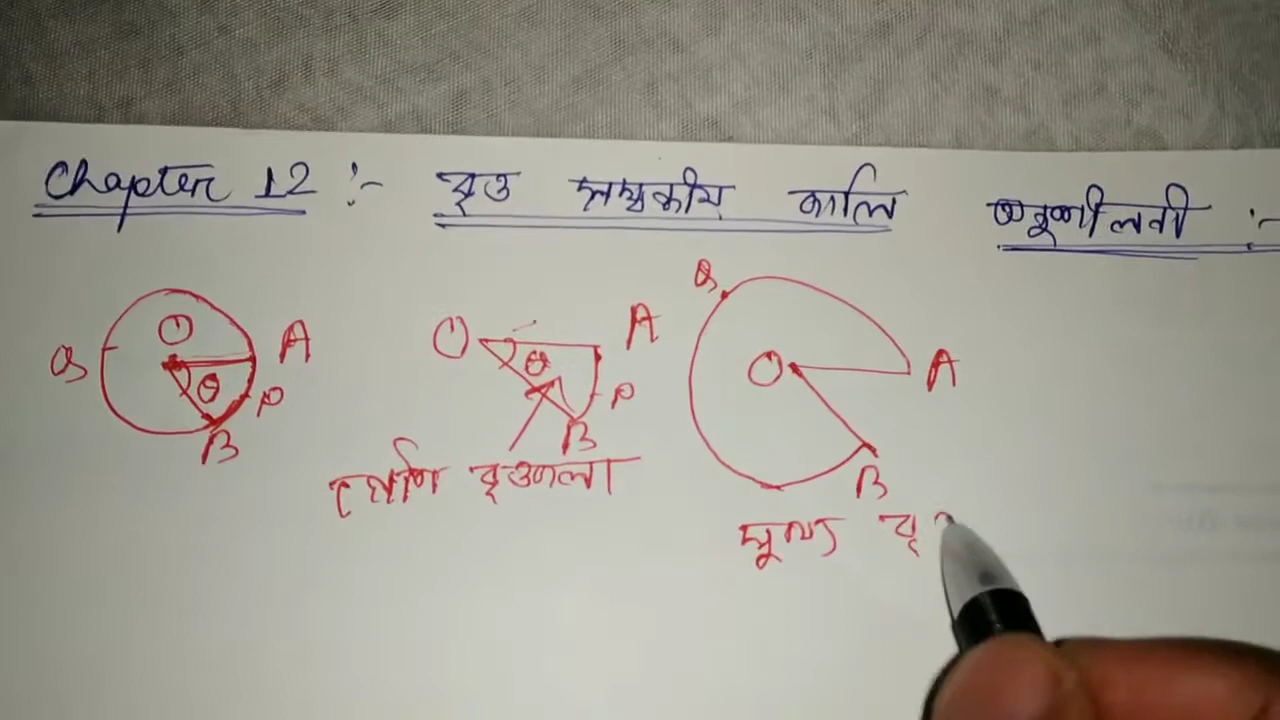 Chapter 12 :- বৃত্ত সম্বন্ধীয় কালি অনুশীলনী :-
Q O A θ P B
O θ A P B
Q O A B
বৃত্তকলা
মুখ্য বৃ